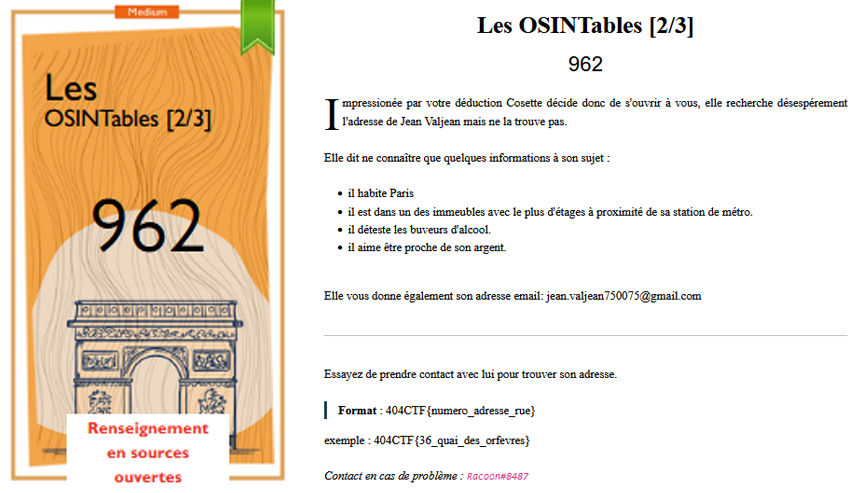 Medium
Les
OSINTables [2/3]
962
Renseignement
en sources
ouvertes
Les OSINTables [2/3]
962
Impressionée par votre déduction Cosette décide donc de s'ouvrir à vous, elle recherche désespérement
l'adresse de Jean Valjean mais ne la trouve pas.
Elle dit ne connaître que quelques informations à son sujet :
• il habite Paris
• il est dans un des immeubles avec le plus d'étages à proximité de sa station de métro.
• il déteste les buveurs d'alcool.
• il aime être proche de son argent.
Elle vous donne également son adresse email: jean.valjean750075@gmail.com
Essayez de prendre contact avec lui pour trouver son adresse.
Format : 404CTF{numero_adresse_rue}
exemple : 404CTF{36_quai_des_orfevres}
Contact en cas de problème : Racoon#8487